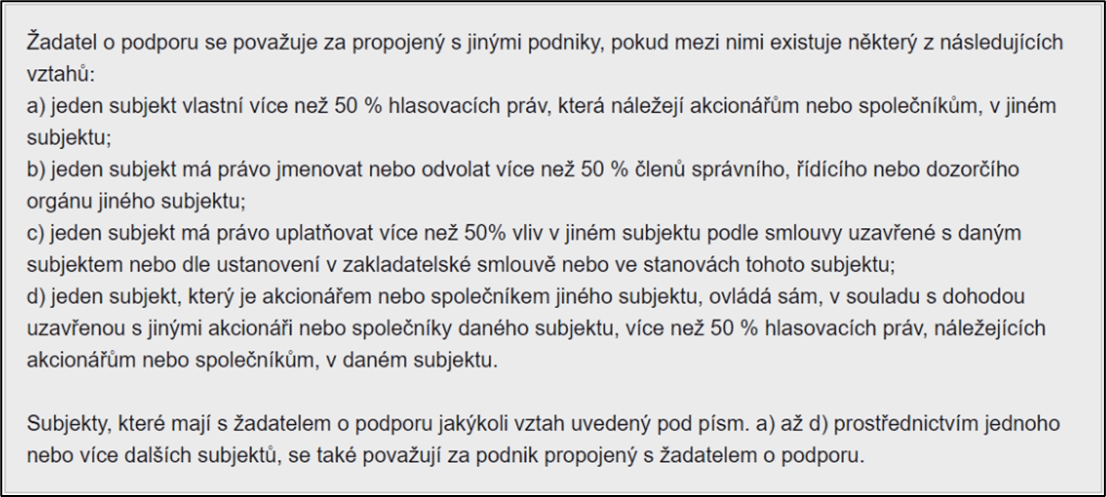 Žadatel o podporu se považuje za propojený s jinými podniky, pokud mezi nimi existuje některý z následujících
vztahů:
a) jeden subjekt vlastní více než 50 % hlasovacích práv, která náležejí akcionářům nebo společníkům, v jiném
subjektu;
b) jeden subjekt má právo jmenovat nebo odvolat více než 50 % členů správního, řídícího nebo dozorčího
orgánu jiného subjektu;
c) jeden subjekt má právo uplatňovat více než 50% vliv v jiném subjektu podle smlouvy uzavřené s daným
subjektem nebo dle ustanovení v zakladatelské smlouvě nebo ve stanovách tohoto subjektu;
d) jeden subjekt, který je akcionářem nebo společníkem jiného subjektu, ovládá sám, v souladu s dohodou
uzavřenou s jinými akcionáři nebo společníky daného subjektu, více než 50 % hlasovacích práv, náležejících
akcionářům nebo společníkům, v daném subjektu.
Subjekty, které mají s žadatelem o podporu jakýkoli vztah uvedený pod písm. a) až d) prostřednictvím jednoho
nebo více dalších subjektů, se také považují za podnik propojený s žadatelem o podporu.